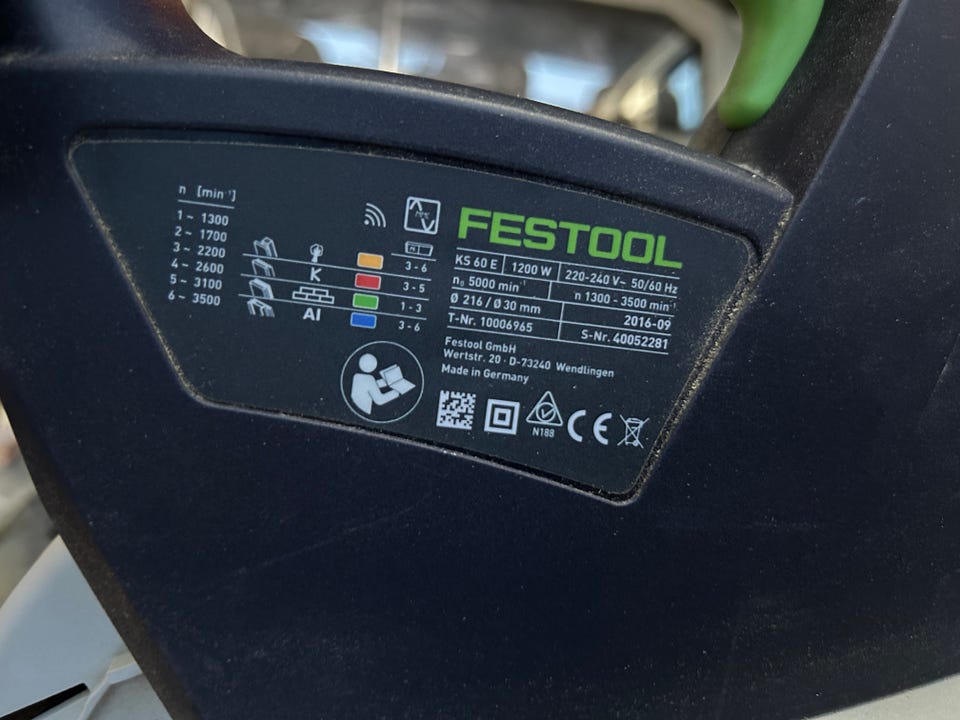 n [min⁻¹]
1 ~ 1300
2 ~ 1700
3 ~ 2200
4 ~ 2600
5 ~ 3100
6 ~ 3500
3 - 6
K 3 - 5
1 - 3
Al 3 - 6
FESTOOL
KS 60 E 1200 W 220-240 V~ 50/60 Hz
n₀ 5000 min⁻¹ n 1300 - 3500 min⁻¹
Ø 216 / Ø 30 mm 2016-09
T-Nr. 10006965 S-Nr. 40052281
Festool GmbH
Wertstr. 20 · D-73240 Wendlingen
Made in Germany
N188
CE